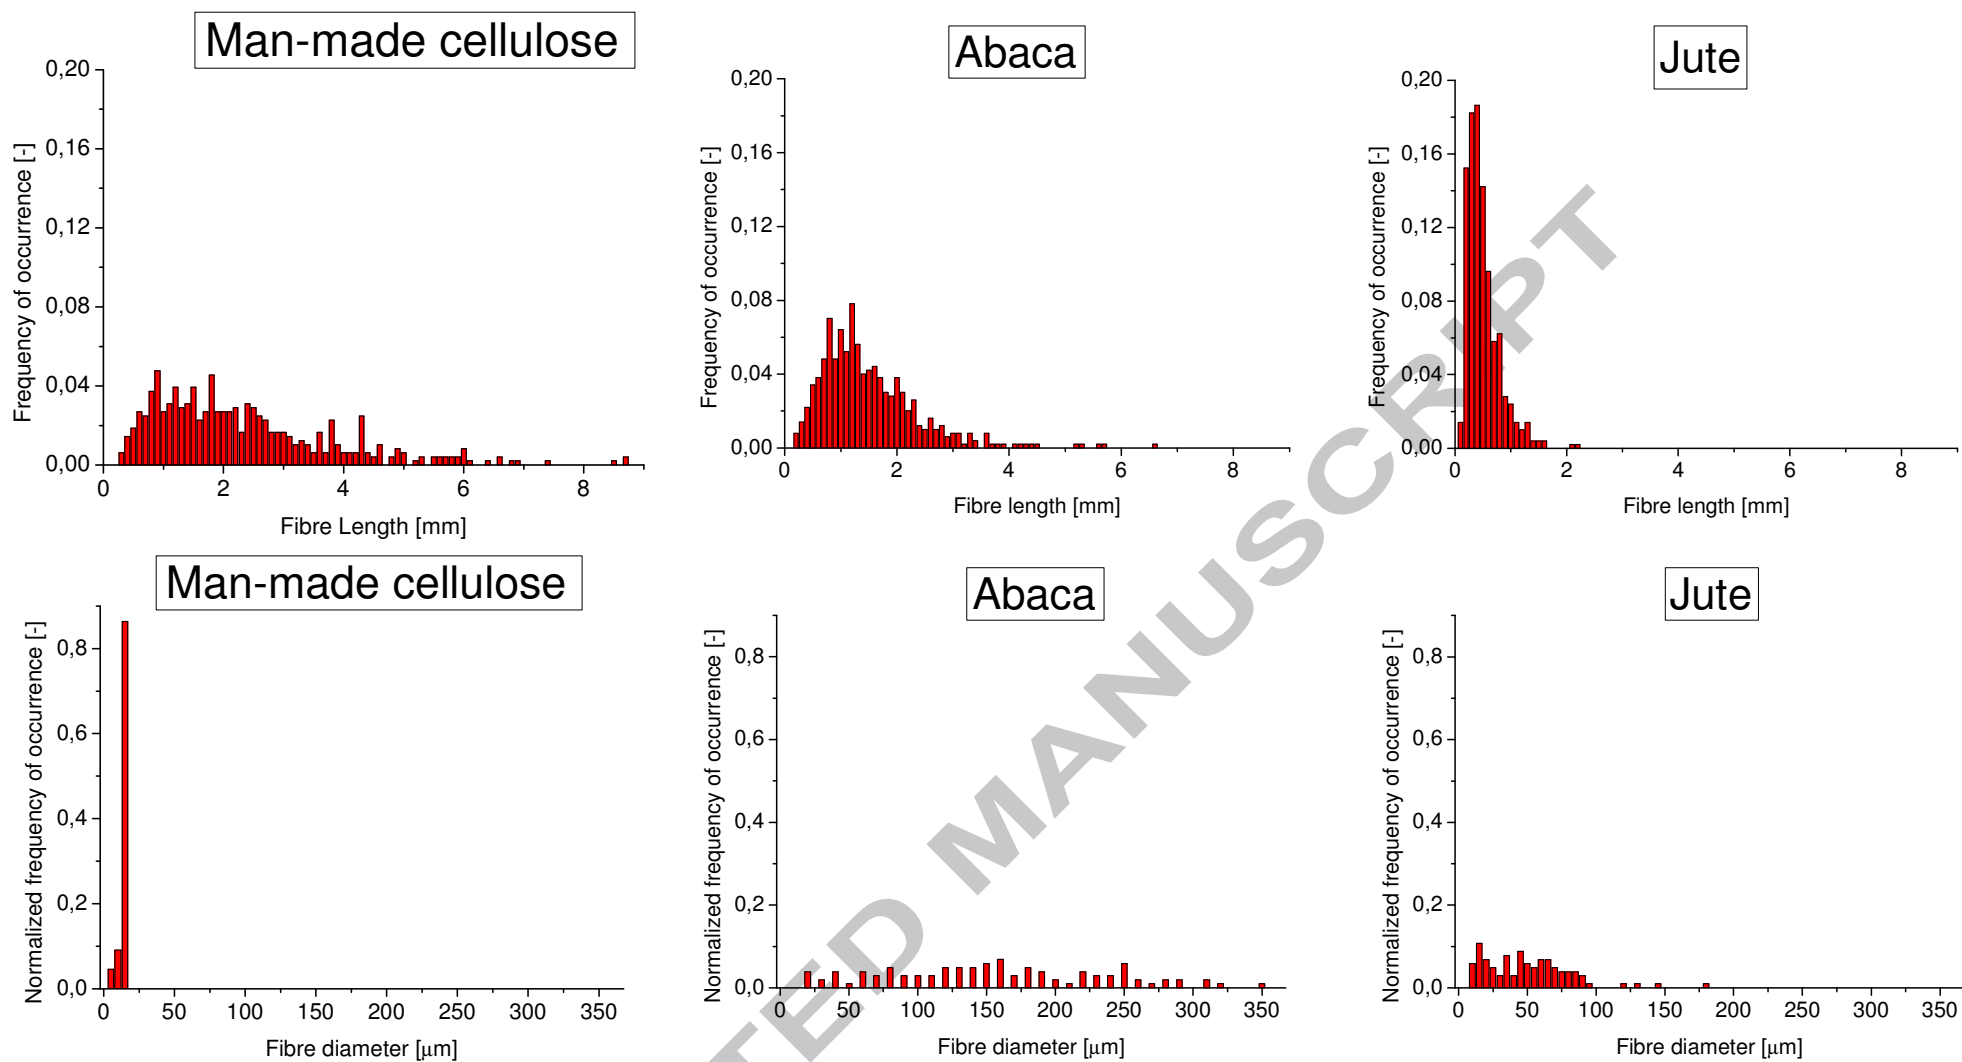 Man-made cellulose
0,20
0,16
0,12
0,08
0,04
0,00
Frequency of occurrence [-]
0 2 4 6 8
Fibre Length [mm]
Abaca
0,20
0,16
0,12
0,08
0,04
0,00
Frequency of occurrence [-]
0 2 4 6 8
Fibre length [mm]
Jute
0,20
0,16
0,12
0,08
0,04
0,00
Frequency of occurrence [-]
0 2 4 6 8
Fibre length [mm]
Man-made cellulose
0,8
0,6
0,4
0,2
0,0
Normalized frequency of occurrence [-]
0 50 100 150 200 250 300 350
Fibre diameter [μm]
Abaca
0,8
0,6
0,4
0,2
0,0
Normalized frequency of occurrence [-]
0 50 100 150 200 250 300 350
Fibre diameter [μm]
Jute
0,8
0,6
0,4
0,2
0,0
Normalized frequency of occurrence [-]
0 50 100 150 200 250 300 350
Fibre diameter [μm]
TED MANUSCRIPT